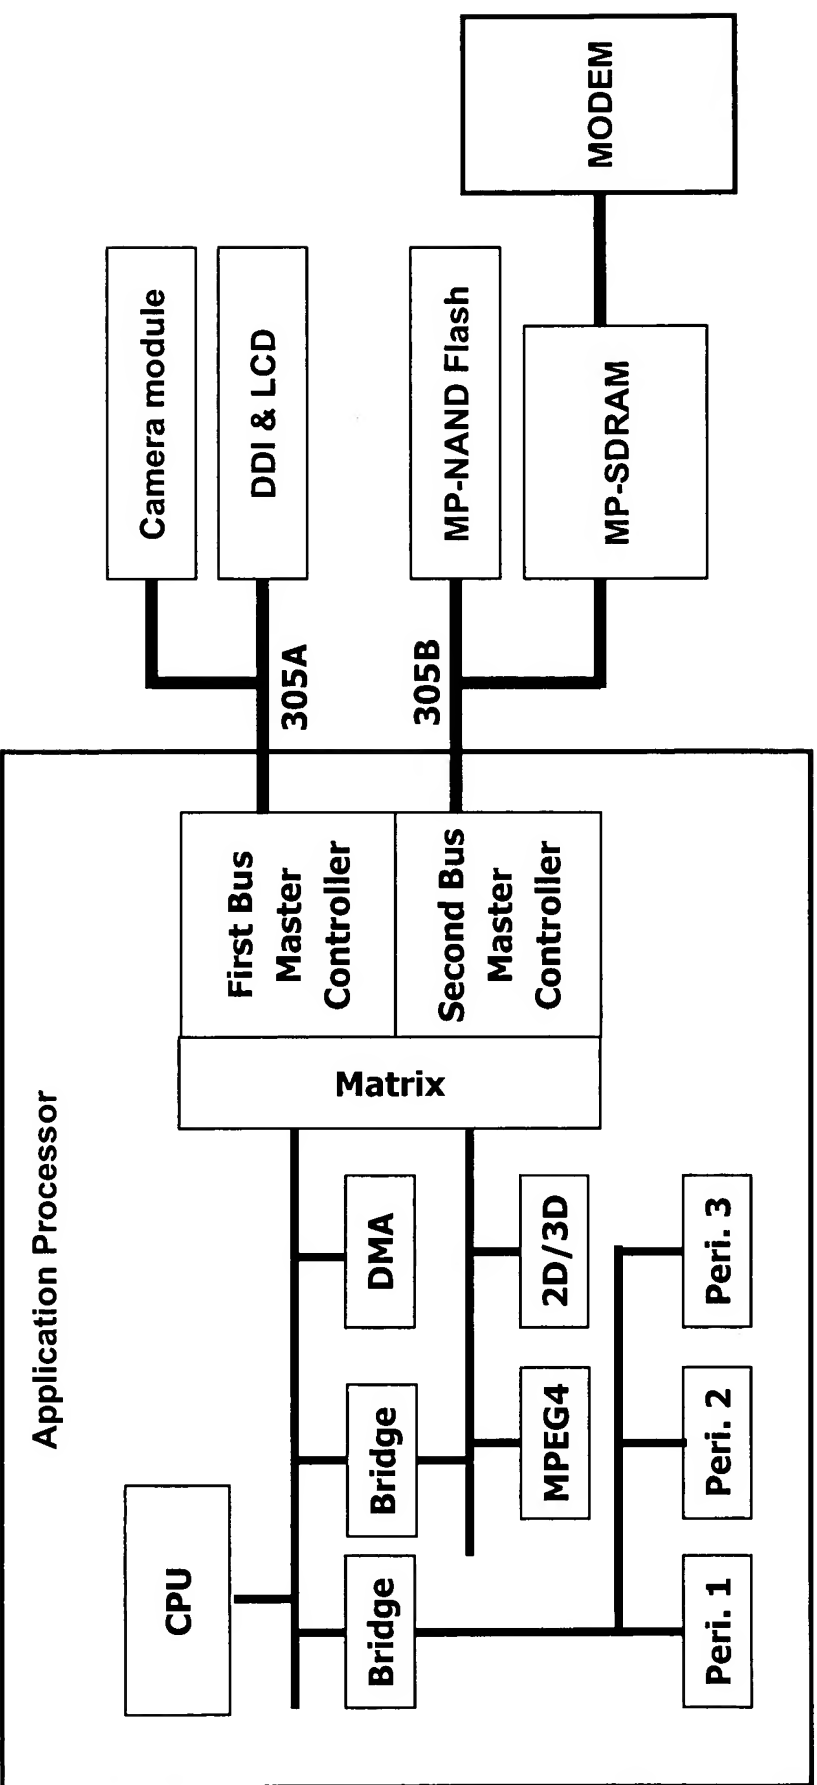 Application Processor
CPU
Bridge
Bridge
DMA
Matrix
First Bus
Master
Controller
305A
Camera module
DDI & LCD
MPEG4
2D/3D
Second Bus
Master
Controller
305B
MP-NAND Flash
MP-SDRAM
MODEM
Peri. 1
Peri. 2
Peri. 3